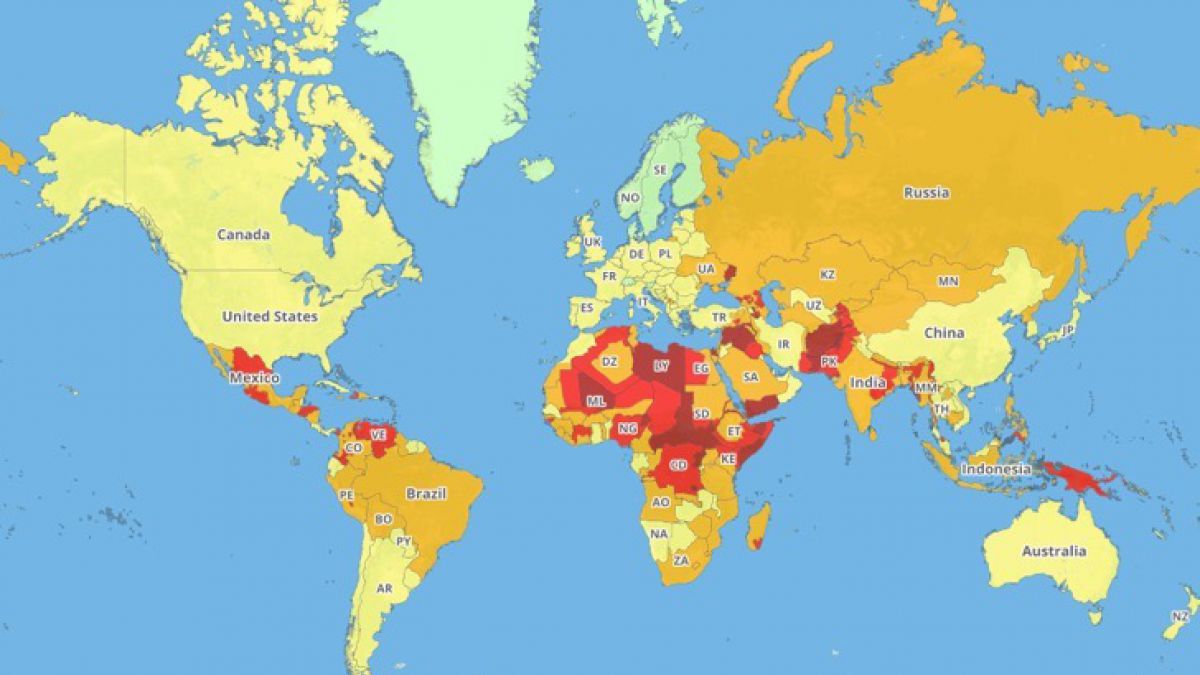 SE
NO
Russia
Canada
UK
DE
PL
FR
UA
KZ
MN
ES
IT
UZ
United States
TR
JP
China
IR
DZ
LY
EG
PK
Mexico
SA
India
MM
ML
SD
TH
NG
ET
VE
CO
KE
CD
Indonesia
PE
Brazil
AO
BO
NA
PY
Australia
ZA
AR
NZ